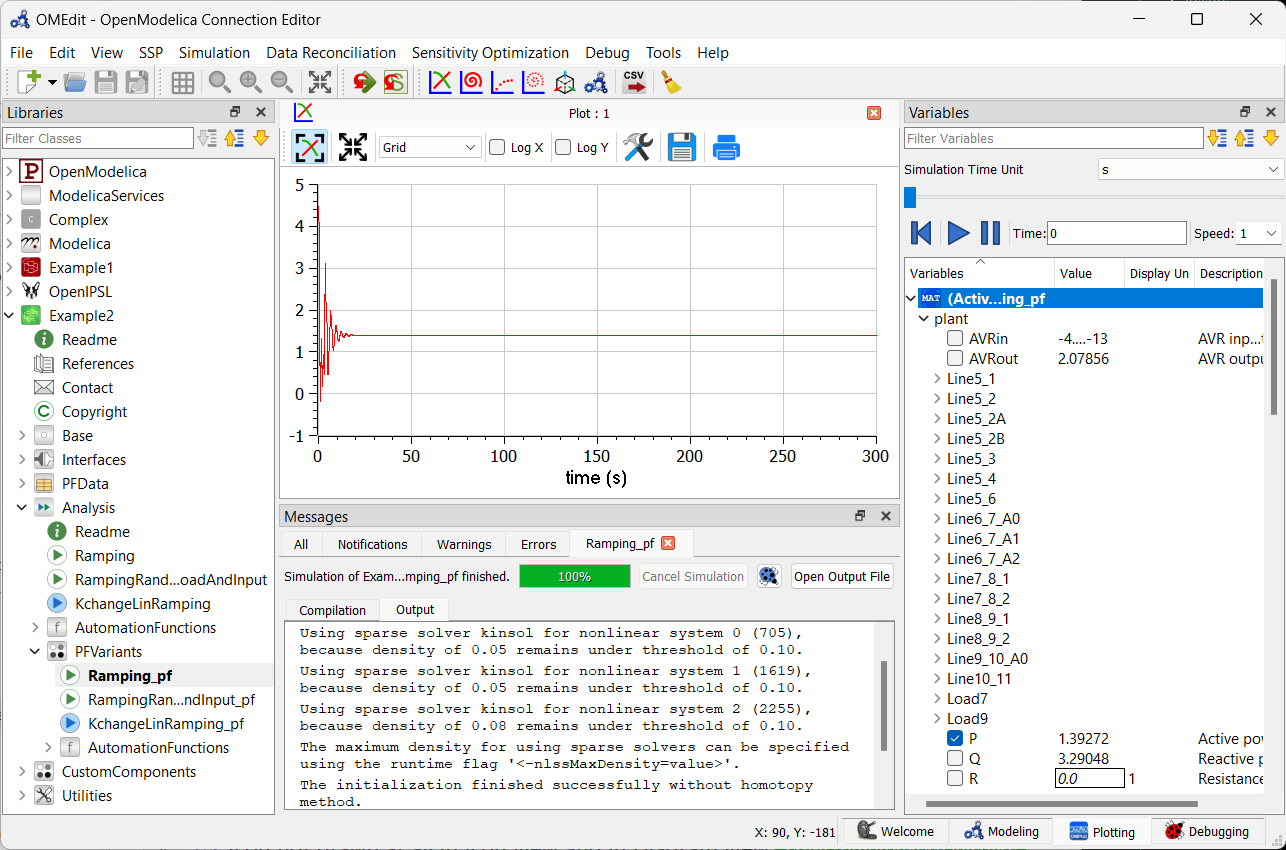 OMEdit - OpenModelica Connection Editor
File Edit View SSP Simulation Data Reconciliation Sensitivity Optimization Debug Tools Help
CSV
Libraries
Filter Classes
P OpenModelica
ModelicaServices
C Complex
Modelica
Example1
OpenIPSL
Example2
i Readme
References
Contact
C Copyright
Base
Interfaces
PFData
Analysis
i Readme
Ramping
RampingRand...oadAndInput
KchangeLinRamping
f AutomationFunctions
PFVariants
Ramping_pf
RampingRan...ndInput_pf
KchangeLinRamping_pf
f AutomationFunctions
CustomComponents
Utilities
Plot : 1
Grid Log X Log Y
5
4
3
2
1
0
-1
0 50 100 150 200 250 300
time (s)
Messages
All Notifications Warnings Errors Ramping_pf
Simulation of Exam...mping_pf finished. 100% Cancel Simulation Open Output File
Compilation Output
Using sparse solver kinsol for nonlinear system 0 (705),
because density of 0.05 remains under threshold of 0.10.
Using sparse solver kinsol for nonlinear system 1 (1619),
because density of 0.05 remains under threshold of 0.10.
Using sparse solver kinsol for nonlinear system 2 (2255),
because density of 0.08 remains under threshold of 0.10.
The maximum density for using sparse solvers can be specified
using the runtime flag '<-nlssMaxDensity=value>'.
The initialization finished successfully without homotopy
method.
Variables
Filter Variables
Simulation Time Unit s
Time: 0 Speed: 1
Variables Value Display Un Description
MAT (Activ...ing_pf
plant
AVRin -4....-13 AVR inp...t
AVRout 2.07856 AVR outpu
Line5_1
Line5_2
Line5_2A
Line5_2B
Line5_3
Line5_4
Line5_6
Line6_7_A0
Line6_7_A1
Line6_7_A2
Line7_8_1
Line7_8_2
Line8_9_1
Line8_9_2
Line9_10_A0
Line10_11
Load7
Load9
P 1.39272 Active pow
Q 3.29048 Reactive p
R 0.0 1 Resistance
X: 90, Y: -181 Welcome Modeling Plotting Debugging